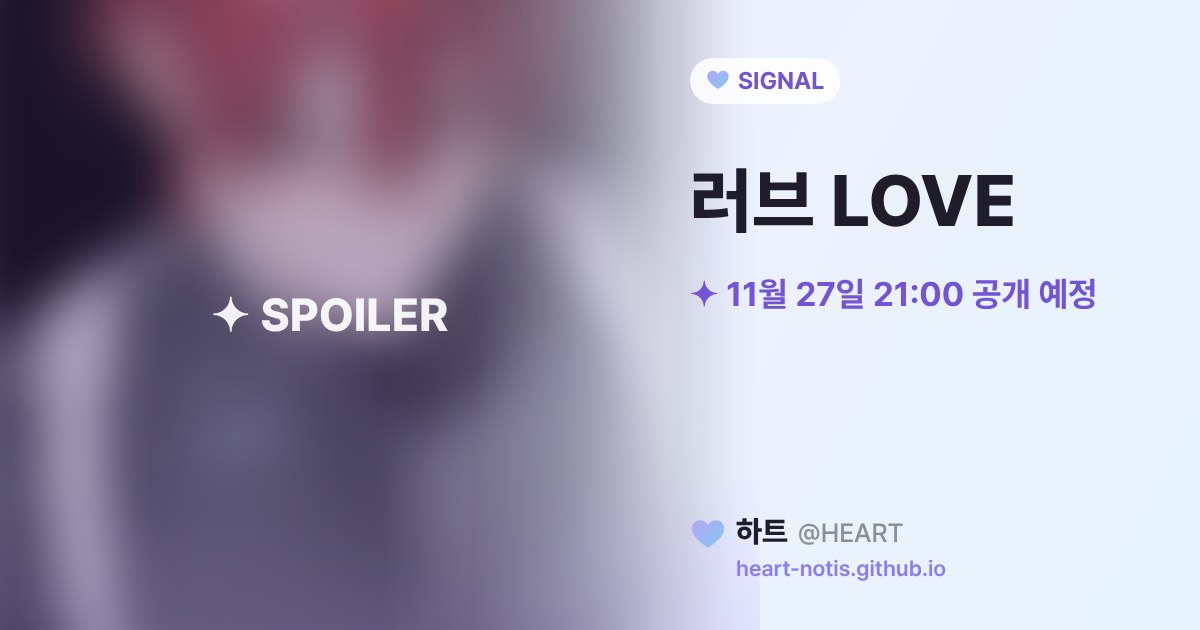 ✦ SPOILER
SIGNAL
러브 LOVE
✦ 11월 27일 21:00 공개 예정
하트 @HEART
heart-notis.github.io